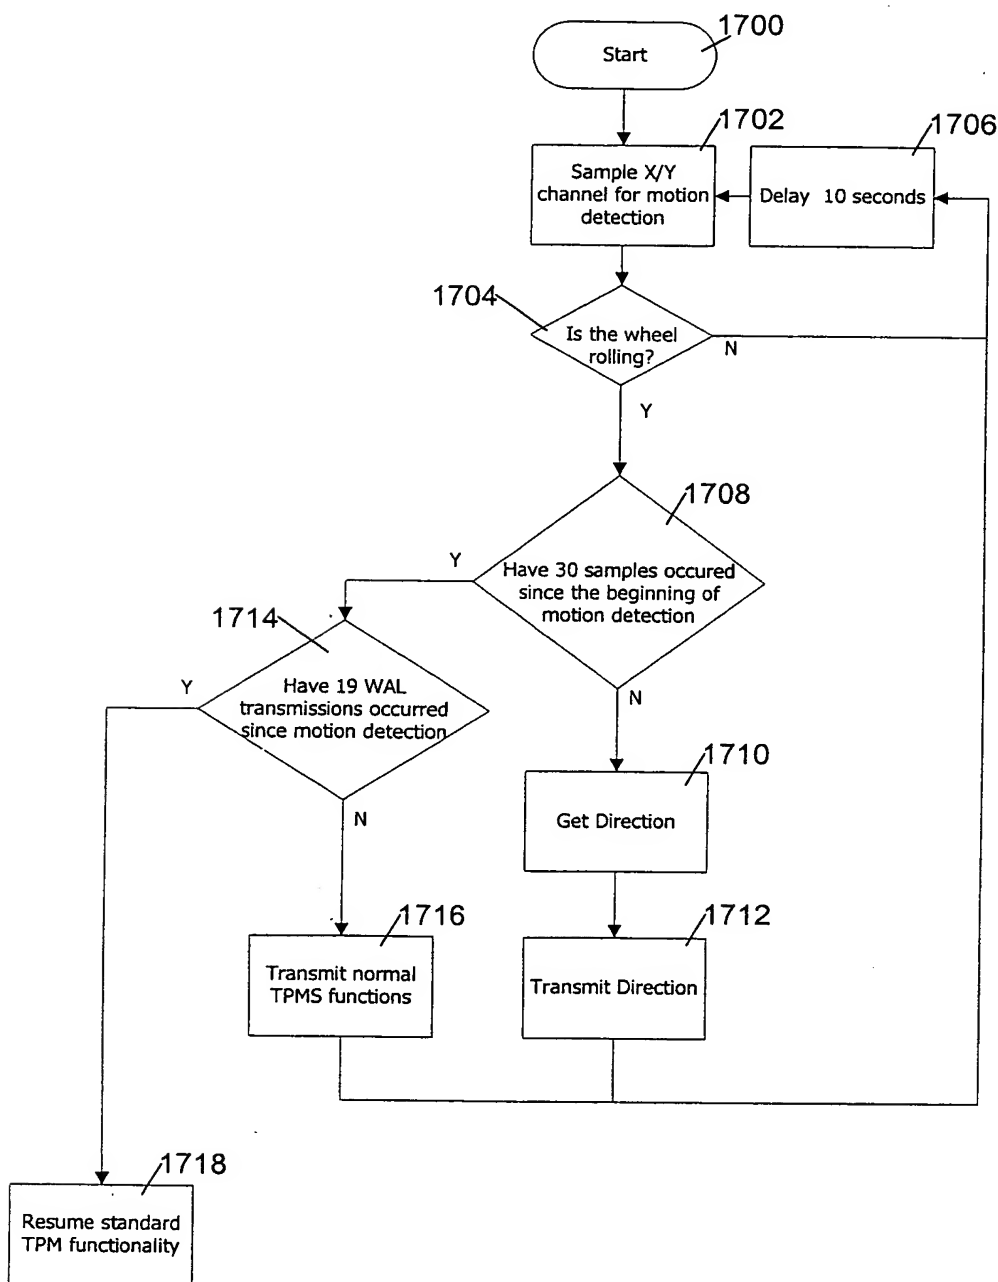 1700
Start
1702
1706
Sample X/Y
channel for motion
detection
Delay 10 seconds
1704
Is the wheel
rolling?
N
Y
1708
Y
Have 30 samples occured
since the beginning of
motion detection
1714
Y
N
Have 19 WAL
transmissions occurred
since motion detection
1710
N
Get Direction
1716
1712
Transmit normal
TPMS functions
Transmit Direction
1718
Resume standard
TPM functionality